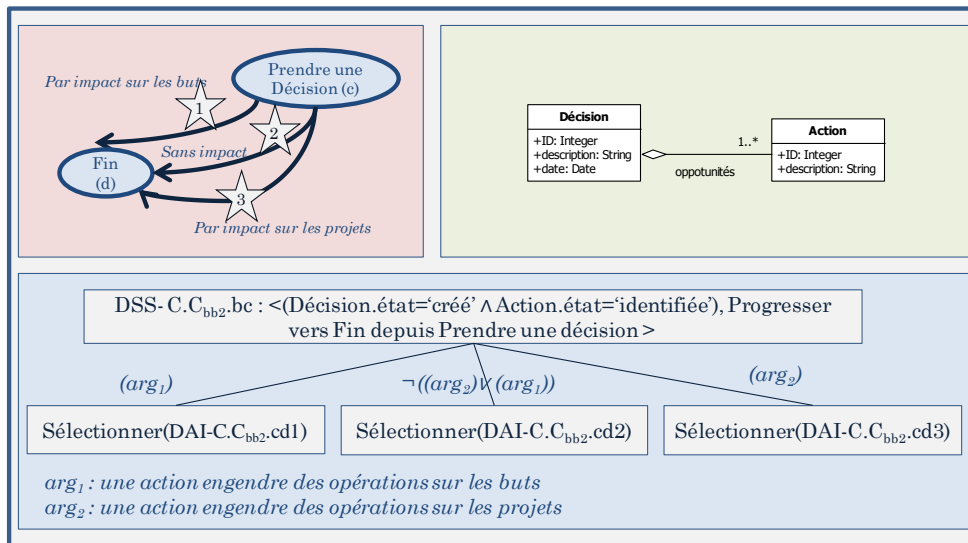 Prendre une
Décision (c)
Par impact sur les buts
1
2
Sans impact
Fin
(d)
3
Par impact sur les projets
Décision
+ID: Integer
+description: String
+date: Date
1..*
oppotunités
Action
+ID: Integer
+description: String
DSS- C.Cbb2.bc : <(Décision.état=‘créé’ ∧ Action.état=‘identifiée’), Progresser
vers Fin depuis Prendre une décision >
(arg1)
¬ ((arg2)∨ (arg1))
(arg2)
Sélectionner(DAI-C.Cbb2.cd1)
Sélectionner(DAI-C.Cbb2.cd2)
Sélectionner(DAI-C.Cbb2.cd3)
arg1 : une action engendre des opérations sur les buts
arg2 : une action engendre des opérations sur les projets